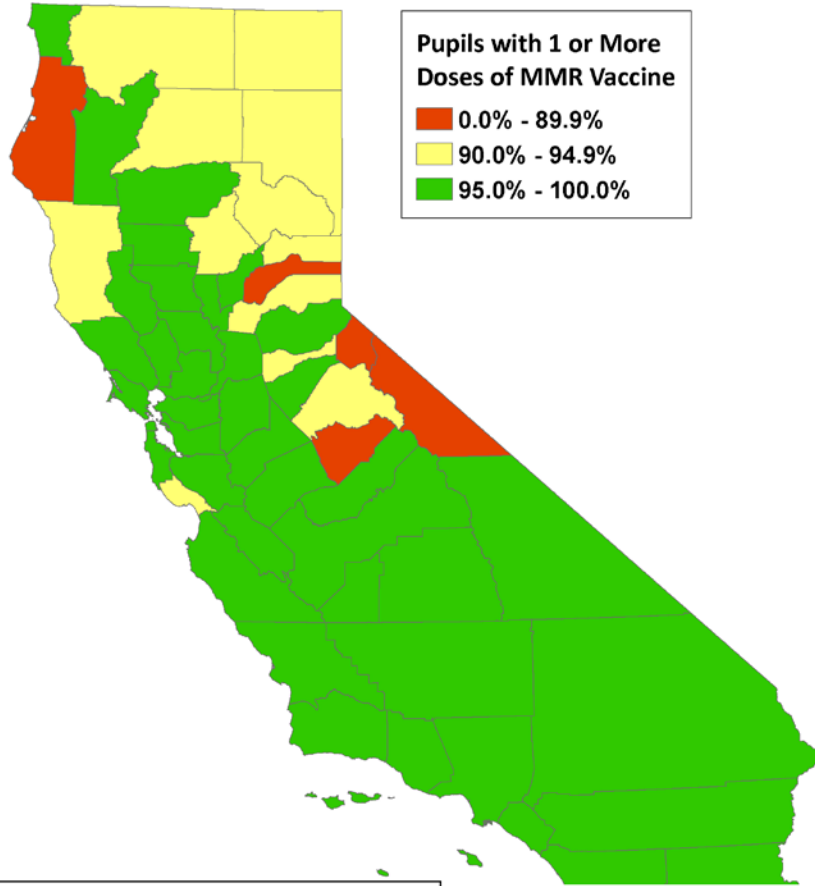 Pupils with 1 or More
Doses of MMR Vaccine
0.0% - 89.9%
90.0% - 94.9%
95.0% - 100.0%